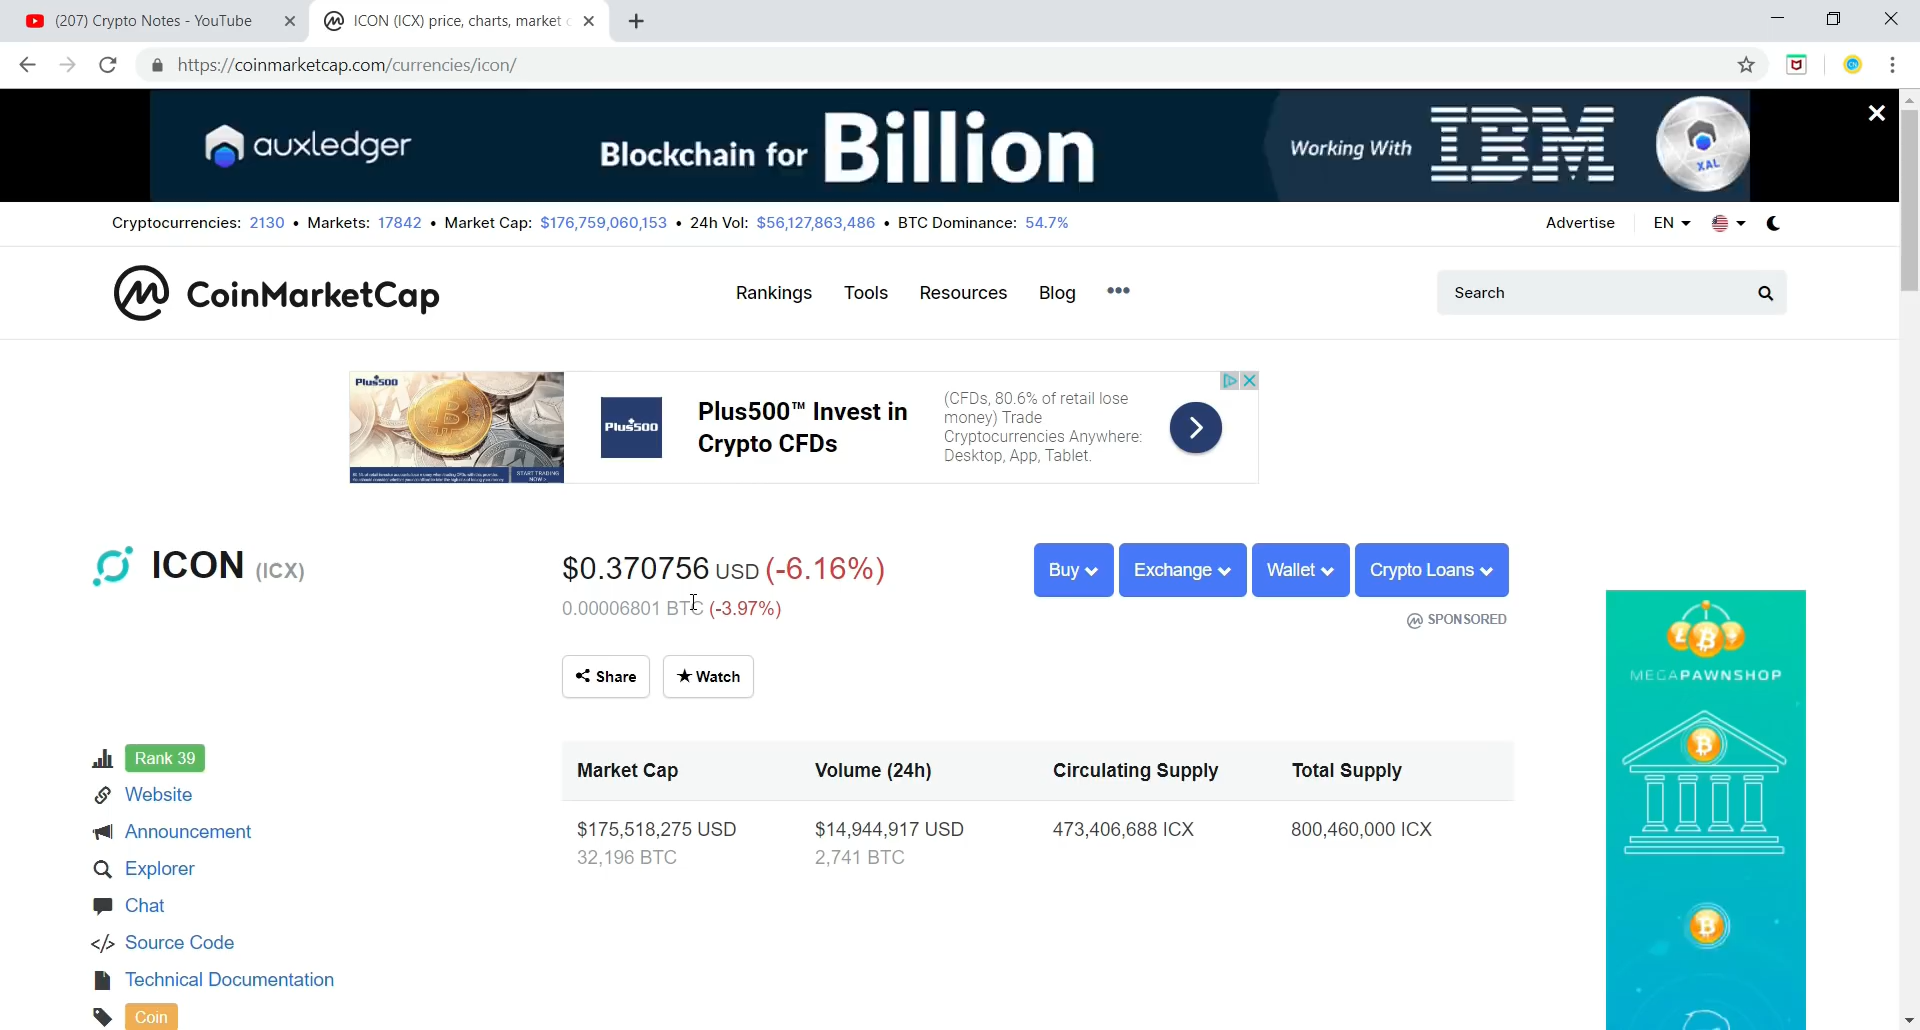 (207) Crypto Notes - YouTube
ICON (ICX) price, charts, market c
https://coinmarketcap.com/currencies/icon/
auxledger
Blockchain for Billion
Working With IBM
XAL
Cryptocurrencies: 2130 • Markets: 17842 • Market Cap: $176,759,060,153 • 24h Vol: $56,127,863,486 • BTC Dominance: 54.7%
Advertise
EN
CoinMarketCap
Rankings
Tools
Resources
Blog
•••
Search
Plus500
Plus500
START TRADING
NOW >
Plus500™ Invest in
Crypto CFDs
(CFDs, 80.6% of retail lose
money) Trade
Cryptocurrencies Anywhere:
Desktop, App, Tablet.
ICON (ICX)
$0.370756 USD (-6.16%)
0.00006801 BTC (-3.97%)
Buy
Exchange
Wallet
Crypto Loans
SPONSORED
Share
Watch
MEGAPAWNSHOP
Rank 39
Website
Announcement
Explorer
Chat
</> Source Code
Technical Documentation
Coin
Market Cap Volume (24h) Circulating Supply Total Supply
$175,518,275 USD $14,944,917 USD 473,406,688 ICX 800,460,000 ICX
32,196 BTC 2,741 BTC